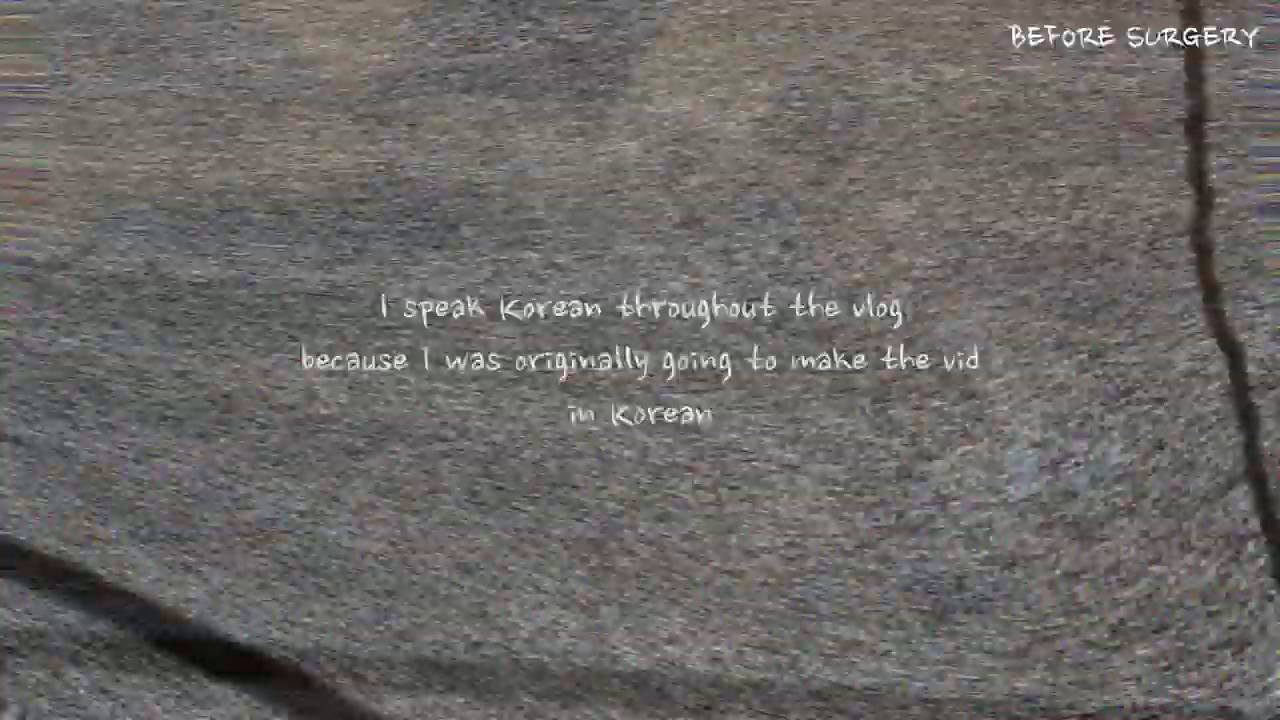 BEFORE SURGERY
I speak Korean throughout the vlog
because I was originally going to make the vid
in Korean